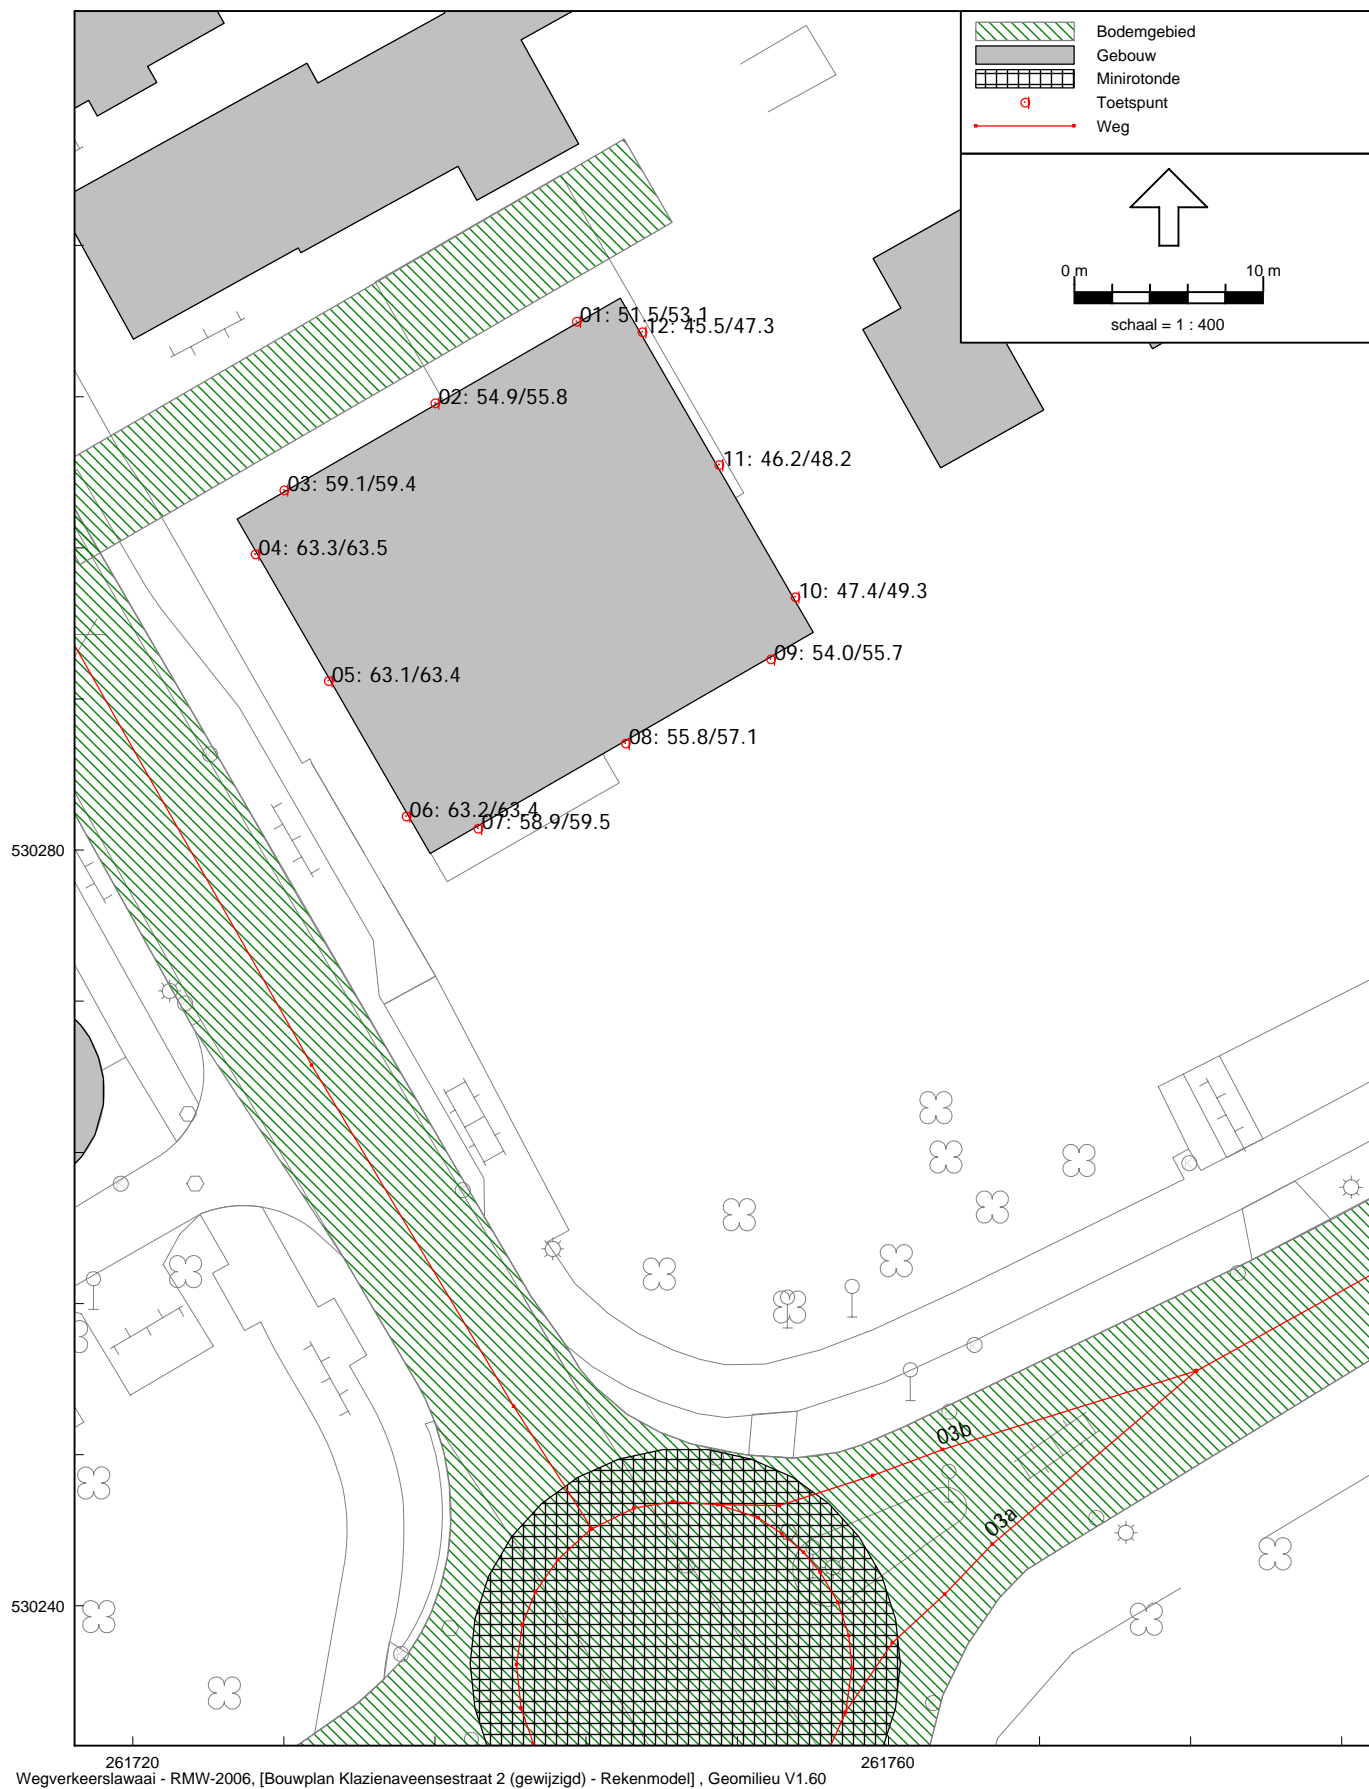 Bodemgebied
Gebouw
Minirotonde
Toetspunt
Weg
0 m 10 m
schaal = 1 : 400
01: 51.5/53.1
12: 45.5/47.3
02: 54.9/55.8
11: 46.2/48.2
03: 59.1/59.4
04: 63.3/63.5
10: 47.4/49.3
09: 54.0/55.7
05: 63.1/63.4
08: 55.8/57.1
06: 63.2/63.4
07: 58.9/59.5
530280
03b
03a
530240
261720 261760
Wegverkeerslawaai - RMW-2006, [Bouwplan Klazienaveensestraat 2 (gewijzigd) - Rekenmodel] , Geomilieu V1.60